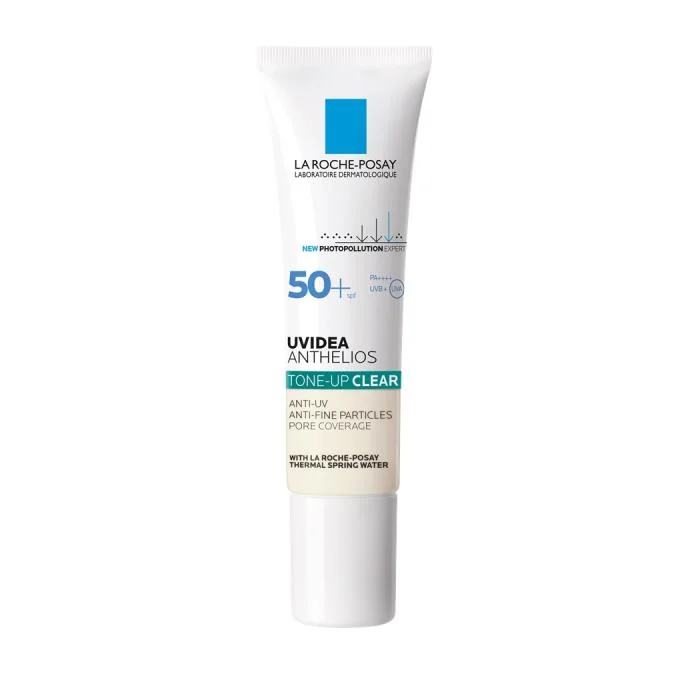 LA ROCHE-POSAY
LABORATOIRE DERMATOLOGIQUE
NEW PHOTOPOLLUTION EXPERT
50+ spf
PA++++
UVB + UVA
UVIDEA
ANTHELIOS
TONE-UP CLEAR
ANTI-UV
ANTI-FINE PARTICLES
PORE COVERAGE
WITH LA ROCHE-POSAY
THERMAL SPRING WATER